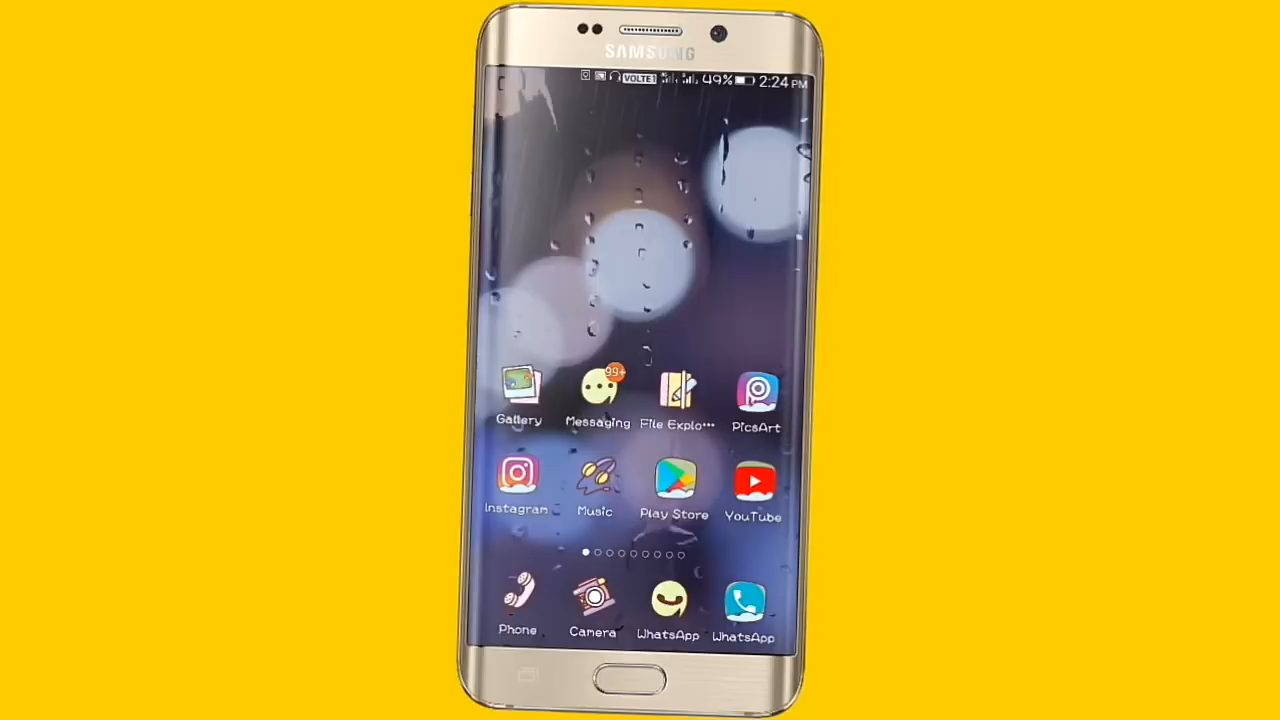 SAMSUNG
VOLTE1 49% 2:24 PM
99+
Gallery Messaging File Explo··· PicsArt
Instagram Music Play Store YouTube
Phone Camera WhatsApp WhatsApp